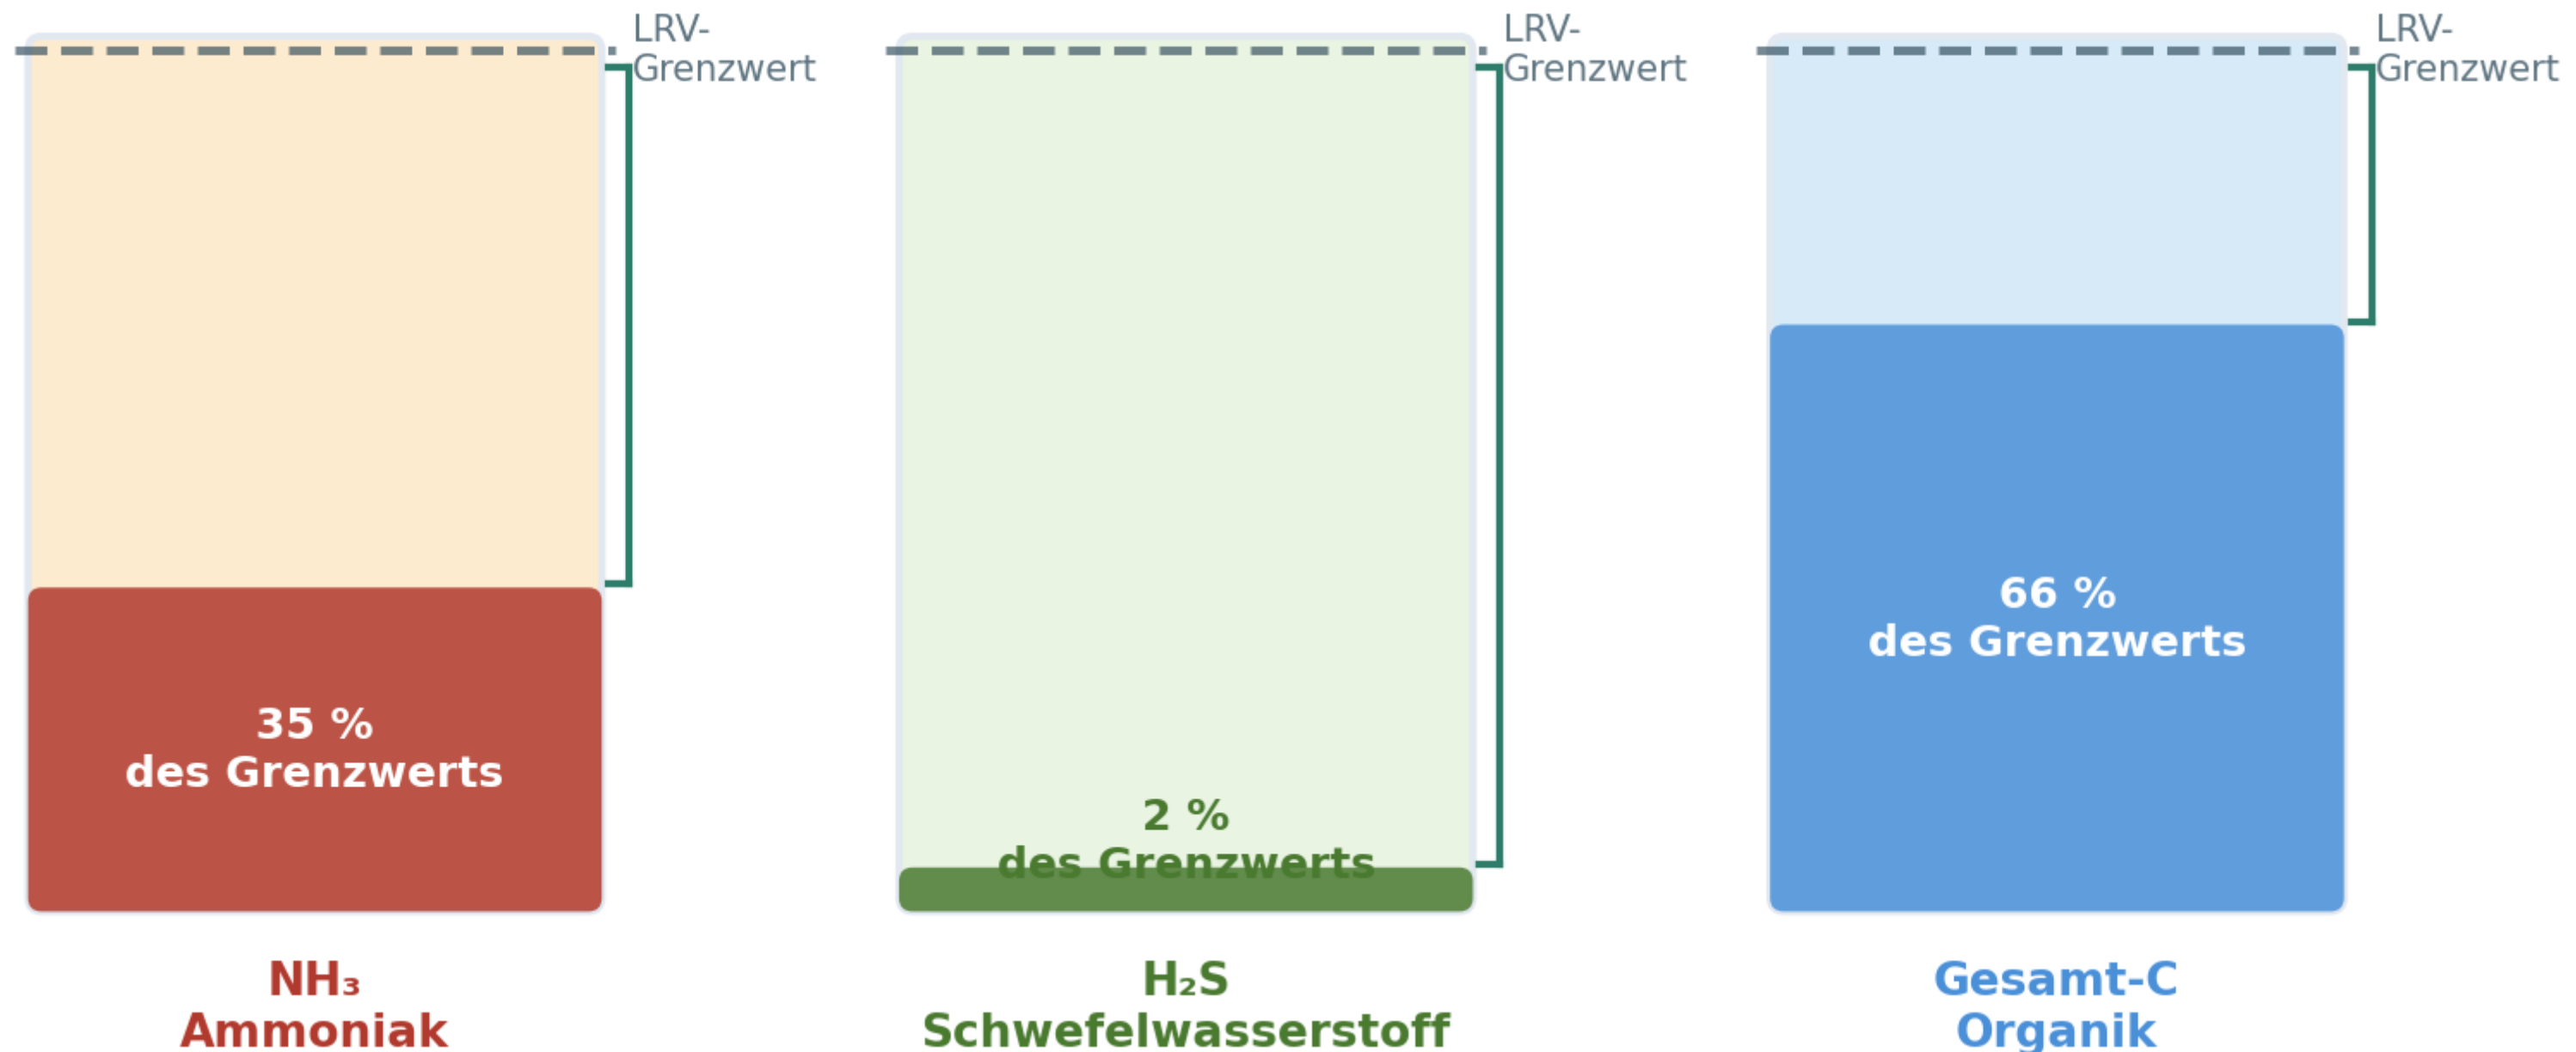 LRV-
Grenzwert
LRV-
Grenzwert
LRV-
Grenzwert
35 %
des Grenzwerts
2 %
des Grenzwerts
66 %
des Grenzwerts
NH₃
Ammoniak
H₂S
Schwefelwasserstoff
Gesamt-C
Organik